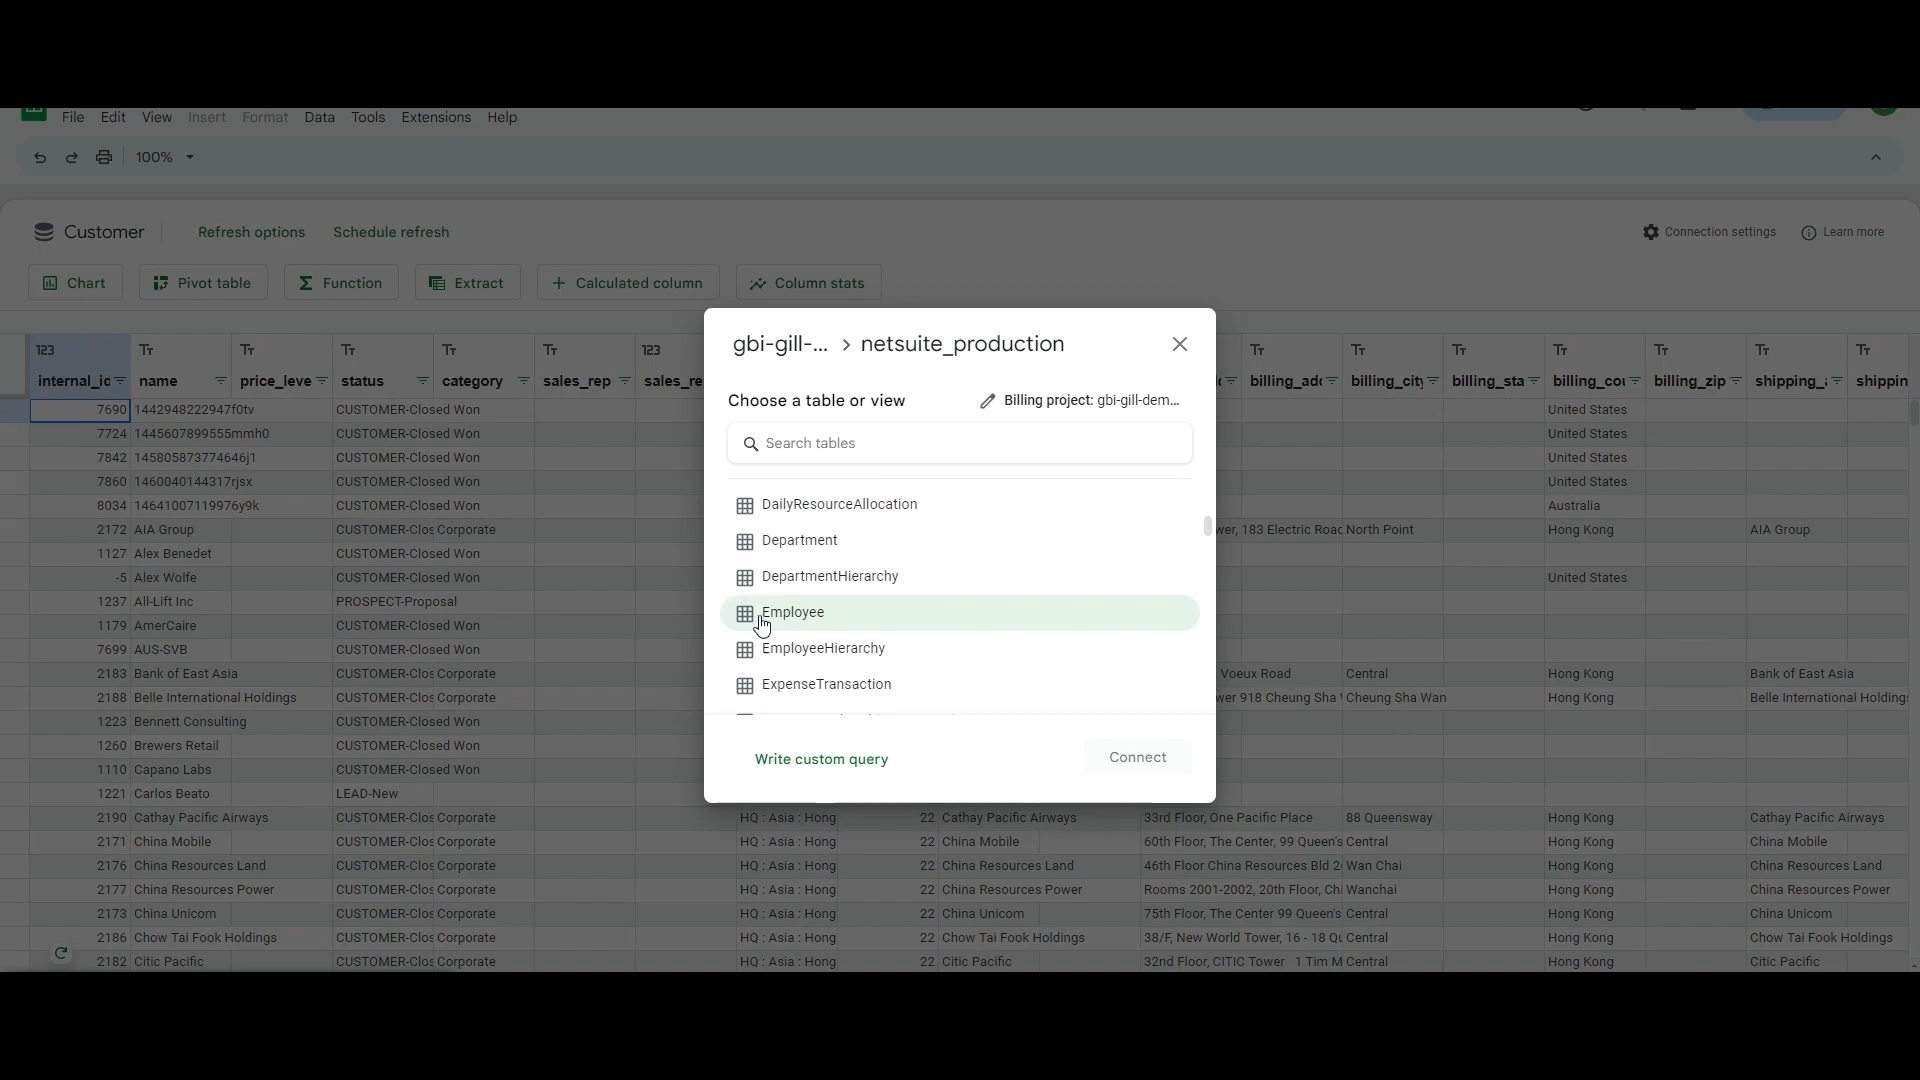 File Edit View Insert Format Data Tools Extensions Help
100%
Customer Refresh options Schedule refresh Connection settings Learn more
Chart Pivot table Function Extract Calculated column Column stats
gbi-gill-... > netsuite_production
Choose a table or view Billing project: gbi-gill-dem...
Search tables
DailyResourceAllocation
Department
DepartmentHierarchy
Employee
EmployeeHierarchy
ExpenseTransaction
Write custom query Connect
123 Tт Tт Tт Tт Tт 123 Tт Tт Tт Tт Tт Tт Tт
internal_id name price_leve status category sales_rep sales_re billing_add billing_city billing_sta billing_cou billing_zip shipping_ shippin
7690 1442948222947f0tv CUSTOMER-Closed Won United States
7724 1445607899555mmh0 CUSTOMER-Closed Won United States
7842 145805873774646j1 CUSTOMER-Closed Won United States
7860 1460040144317rjsx CUSTOMER-Closed Won United States
8034 14641007119976y9k CUSTOMER-Closed Won Australia
2172 AIA Group CUSTOMER-Clos Corporate wer, 183 Electric Road North Point Hong Kong AIA Group
1127 Alex Benedet CUSTOMER-Closed Won
-5 Alex Wolfe CUSTOMER-Closed Won United States
1237 All-Lift Inc PROSPECT-Proposal
1179 AmerCaire CUSTOMER-Closed Won
7699 AUS-SVB CUSTOMER-Closed Won
2183 Bank of East Asia CUSTOMER-Clos Corporate Voeux Road Central Hong Kong Bank of East Asia
2188 Belle International Holdings CUSTOMER-Clos Corporate wer 918 Cheung Sha Cheung Sha Wan Hong Kong Belle International Holdings
1223 Bennett Consulting CUSTOMER-Closed Won
1260 Brewers Retail CUSTOMER-Closed Won
1110 Capano Labs CUSTOMER-Closed Won
1221 Carlos Beato LEAD-New
2190 Cathay Pacific Airways CUSTOMER-Clos Corporate HQ : Asia : Hong 22 Cathay Pacific Airways 33rd Floor, One Pacific Place 88 Queensway Hong Kong Cathay Pacific Airways
2171 China Mobile CUSTOMER-Clos Corporate HQ : Asia : Hong 22 China Mobile 60th Floor, The Center, 99 Queen's Central Hong Kong China Mobile
2176 China Resources Land CUSTOMER-Clos Corporate HQ : Asia : Hong 22 China Resources Land 46th Floor China Resources Bld 2 Wan Chai Hong Kong China Resources Land
2177 China Resources Power CUSTOMER-Clos Corporate HQ : Asia : Hong 22 China Resources Power Rooms 2001-2002, 20th Floor, Chi Wanchai Hong Kong China Resources Power
2173 China Unicom CUSTOMER-Clos Corporate HQ : Asia : Hong 22 China Unicom 75th Floor, The Center 99 Queen's Central Hong Kong China Unicom
2186 Chow Tai Fook Holdings CUSTOMER-Clos Corporate HQ : Asia : Hong 22 Chow Tai Fook Holdings 38/F, New World Tower, 16 - 18 Qu Central Hong Kong Chow Tai Fook Holdings
2182 Citic Pacific CUSTOMER-Clos Corporate HQ : Asia : Hong 22 Citic Pacific 32nd Floor, CITIC Tower 1 Tim M Central Hong Kong Citic Pacific